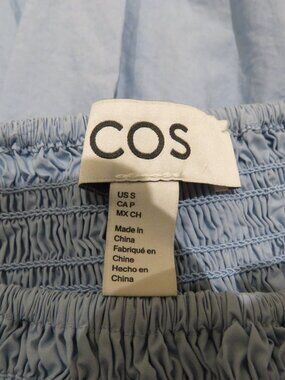 COS
US S
CA P
MX CH
Made in
China
Fabriqué en
Chine
Hecho en
China